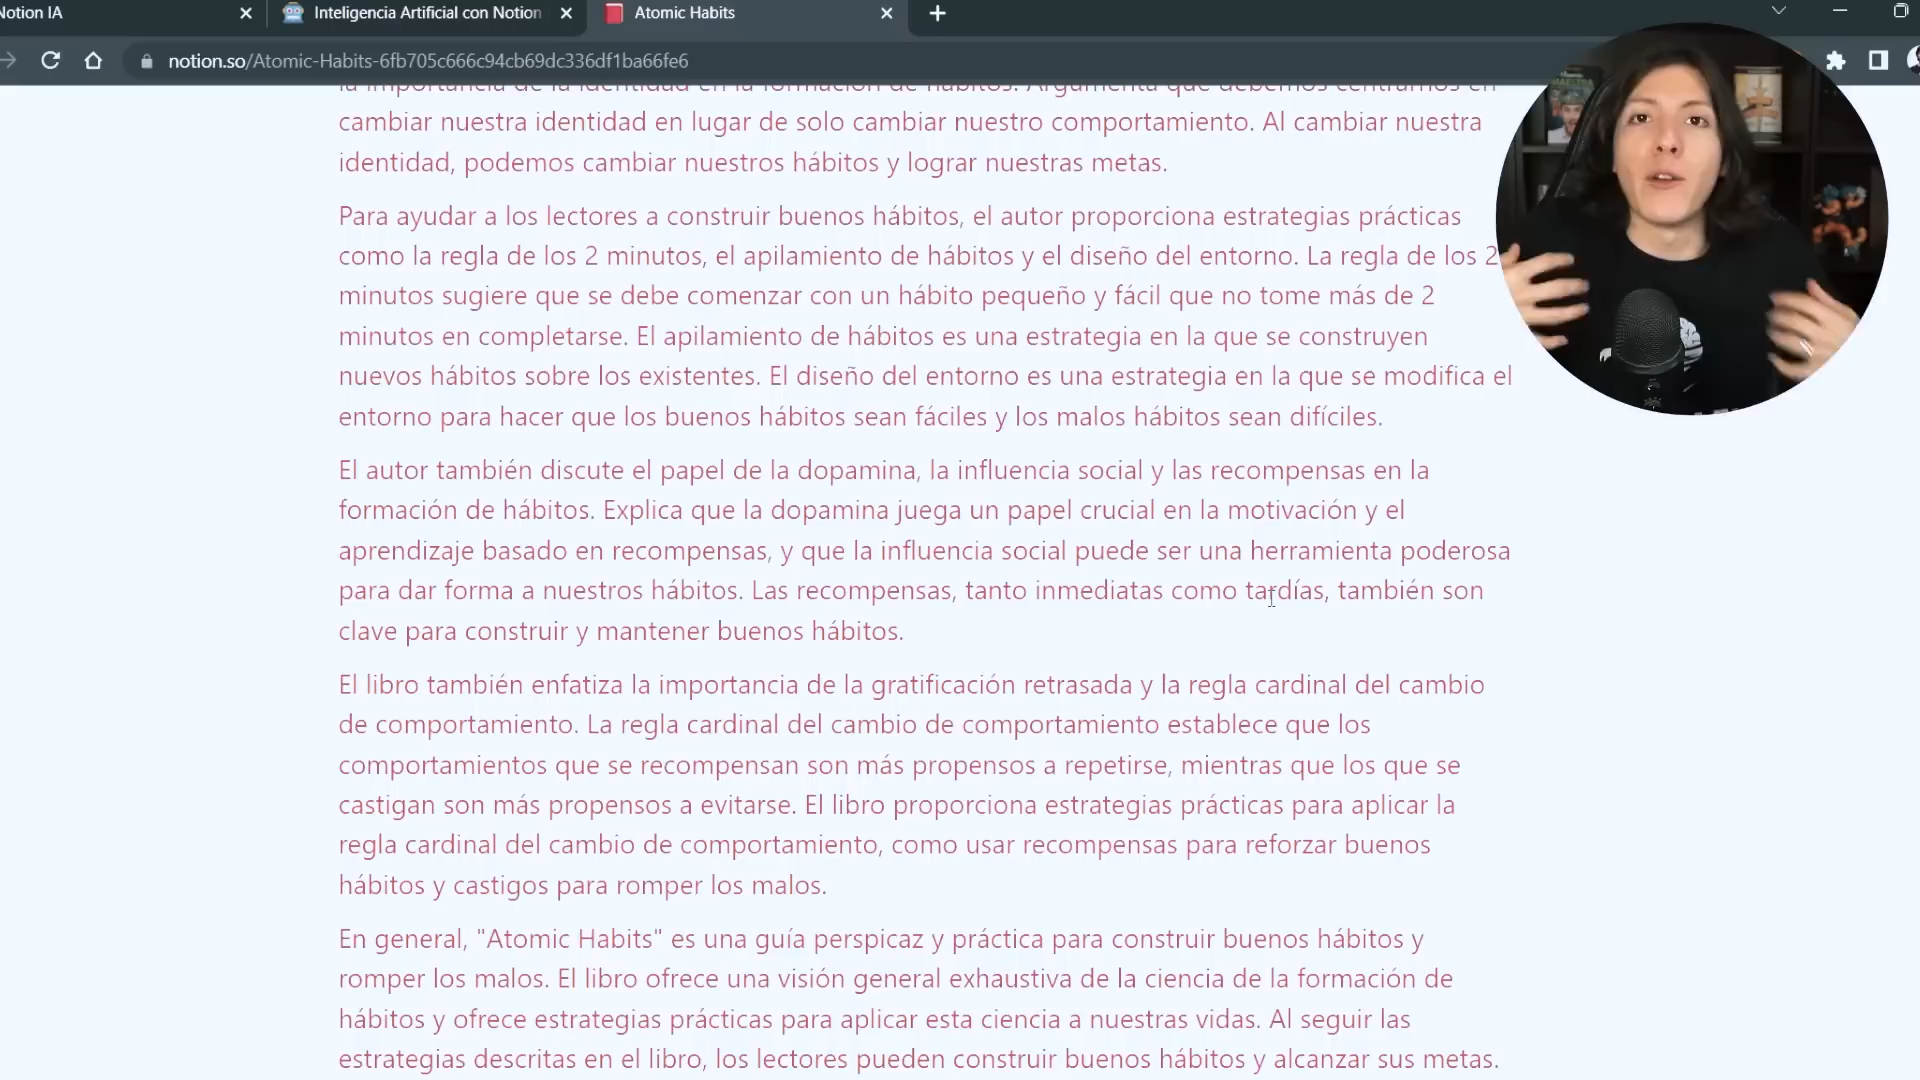 Notion IA
Inteligencia Artificial con Notion
Atomic Habits
notion.so/Atomic-Habits-6fb705c666c94cb69dc336df1ba66fe6
la importancia de la identidad en la formación de hábitos. Argumenta que debemos centrarnos en
cambiar nuestra identidad en lugar de solo cambiar nuestro comportamiento. Al cambiar nuestra
identidad, podemos cambiar nuestros hábitos y lograr nuestras metas.
Para ayudar a los lectores a construir buenos hábitos, el autor proporciona estrategias prácticas
como la regla de los 2 minutos, el apilamiento de hábitos y el diseño del entorno. La regla de los 2
minutos sugiere que se debe comenzar con un hábito pequeño y fácil que no tome más de 2
minutos en completarse. El apilamiento de hábitos es una estrategia en la que se construyen
nuevos hábitos sobre los existentes. El diseño del entorno es una estrategia en la que se modifica el
entorno para hacer que los buenos hábitos sean fáciles y los malos hábitos sean difíciles.
El autor también discute el papel de la dopamina, la influencia social y las recompensas en la
formación de hábitos. Explica que la dopamina juega un papel crucial en la motivación y el
aprendizaje basado en recompensas, y que la influencia social puede ser una herramienta poderosa
para dar forma a nuestros hábitos. Las recompensas, tanto inmediatas como tardías, también son
clave para construir y mantener buenos hábitos.
El libro también enfatiza la importancia de la gratificación retrasada y la regla cardinal del cambio
de comportamiento. La regla cardinal del cambio de comportamiento establece que los
comportamientos que se recompensan son más propensos a repetirse, mientras que los que se
castigan son más propensos a evitarse. El libro proporciona estrategias prácticas para aplicar la
regla cardinal del cambio de comportamiento, como usar recompensas para reforzar buenos
hábitos y castigos para romper los malos.
En general, "Atomic Habits" es una guía perspicaz y práctica para construir buenos hábitos y
romper los malos. El libro ofrece una visión general exhaustiva de la ciencia de la formación de
hábitos y ofrece estrategias prácticas para aplicar esta ciencia a nuestras vidas. Al seguir las
estrategias descritas en el libro, los lectores pueden construir buenos hábitos y alcanzar sus metas.